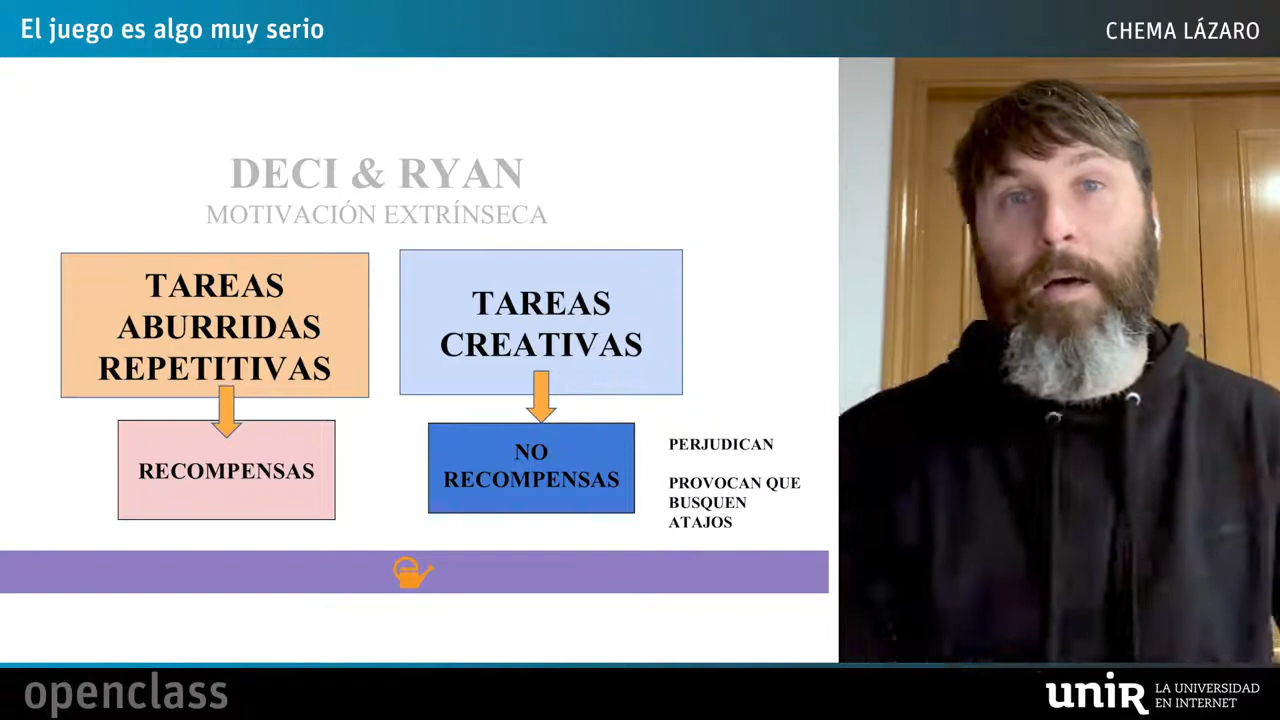 El juego es algo muy serio
CHEMA LÁZARO
DECI & RYAN
MOTIVACIÓN EXTRÍNSECA
TAREAS
ABURRIDAS
REPETITIVAS
RECOMPENSAS
TAREAS
CREATIVAS
NO
RECOMPENSAS
PERJUDICAN
PROVOCAN QUE
BUSQUEN
ATAJOS
openclass
unir
LA UNIVERSIDAD
EN INTERNET